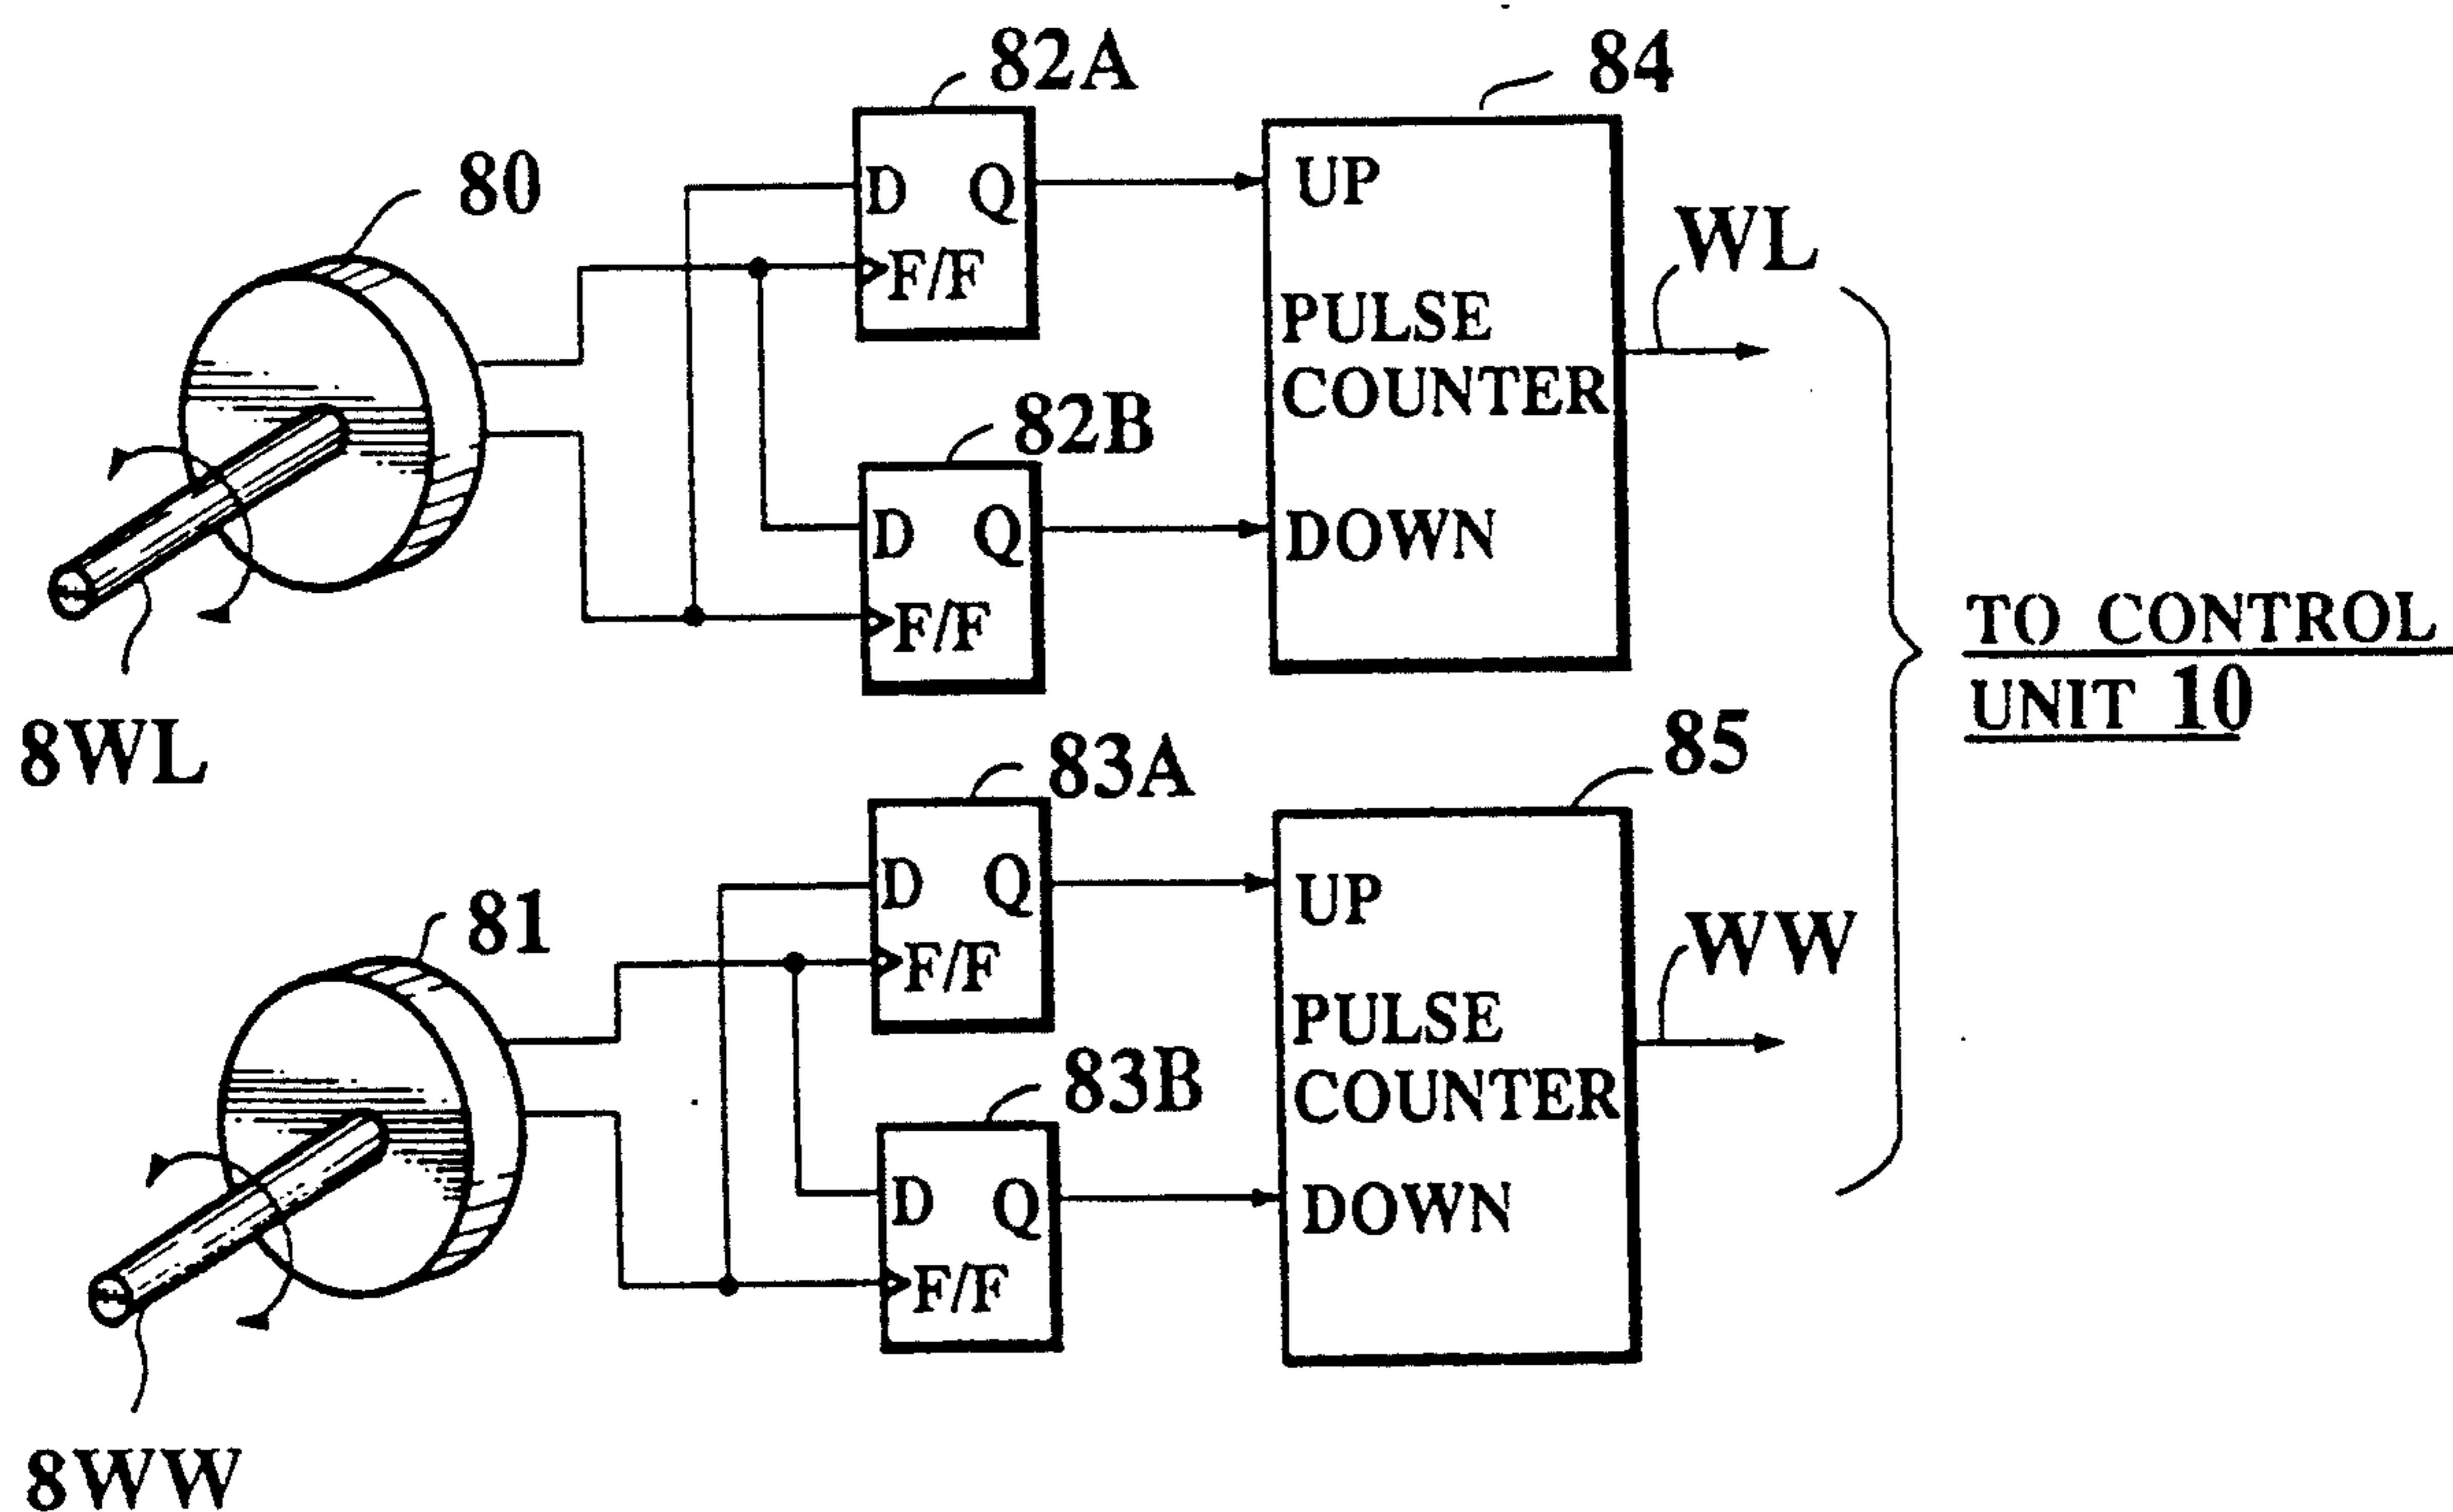 82A
84
80
D Q
F/F
UP
WL
PULSE
COUNTER
82B
D Q
F/F
DOWN
TO CONTROL
UNIT 10
8WL
83A
85
81
D Q
F/F
UP
WW
PULSE
COUNTER
83B
D Q
F/F
DOWN
8WW